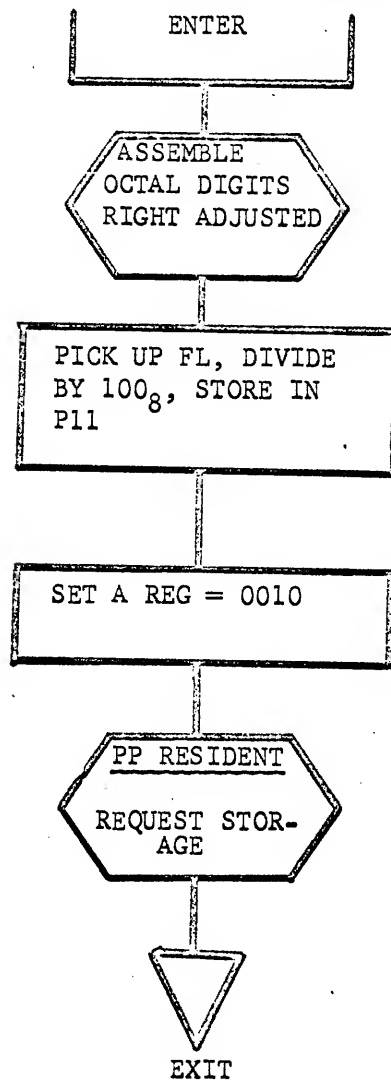 ENTER
ASSEMBLE
OCTAL DIGITS
RIGHT ADJUSTED
PICK UP FL, DIVIDE
BY 100₈, STORE IN
P11
SET A REG = 0010
PP RESIDENT
REQUEST STOR-
AGE
EXIT